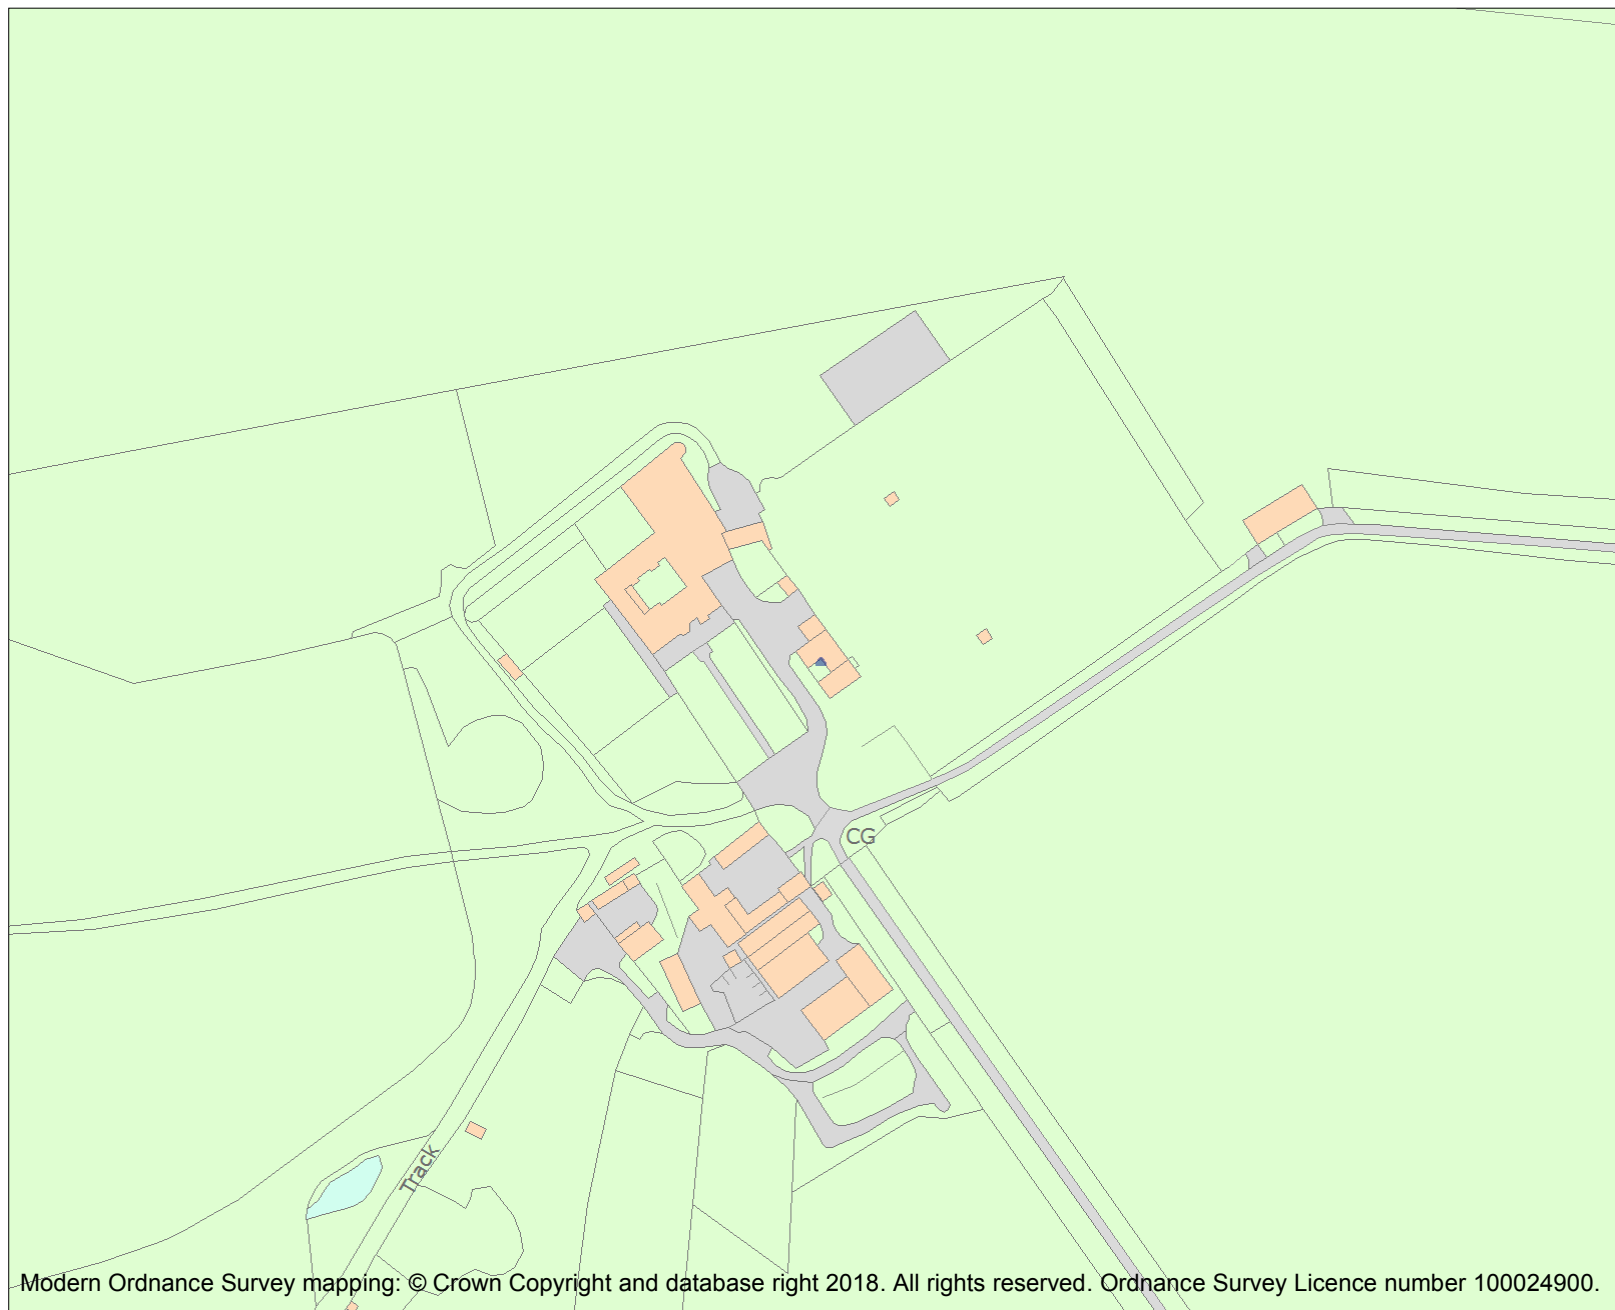 CG
Track
Modern Ordnance Survey mapping: © Crown Copyright and database right 2018. All rights reserved. Ordnance Survey Licence number 100024900.